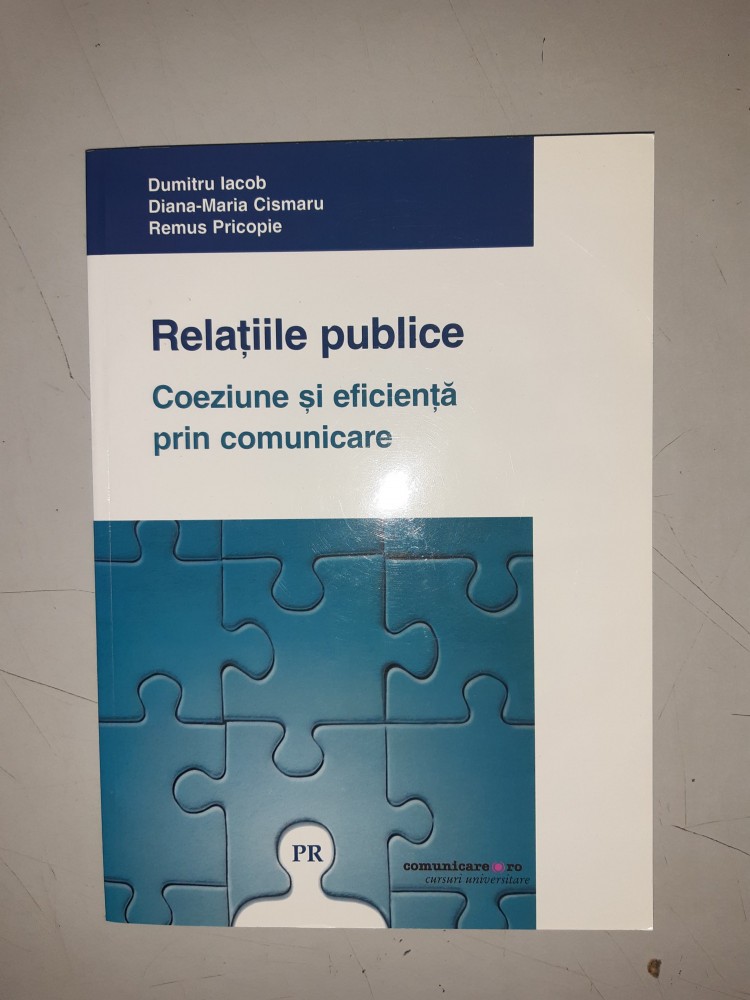 Dumitru Iacob
Diana-Maria Cismaru
Remus Pricopie
Relațiile publice
Coeziune și eficiență
prin comunicare
PR
comunicare.ro
cursuri universitare